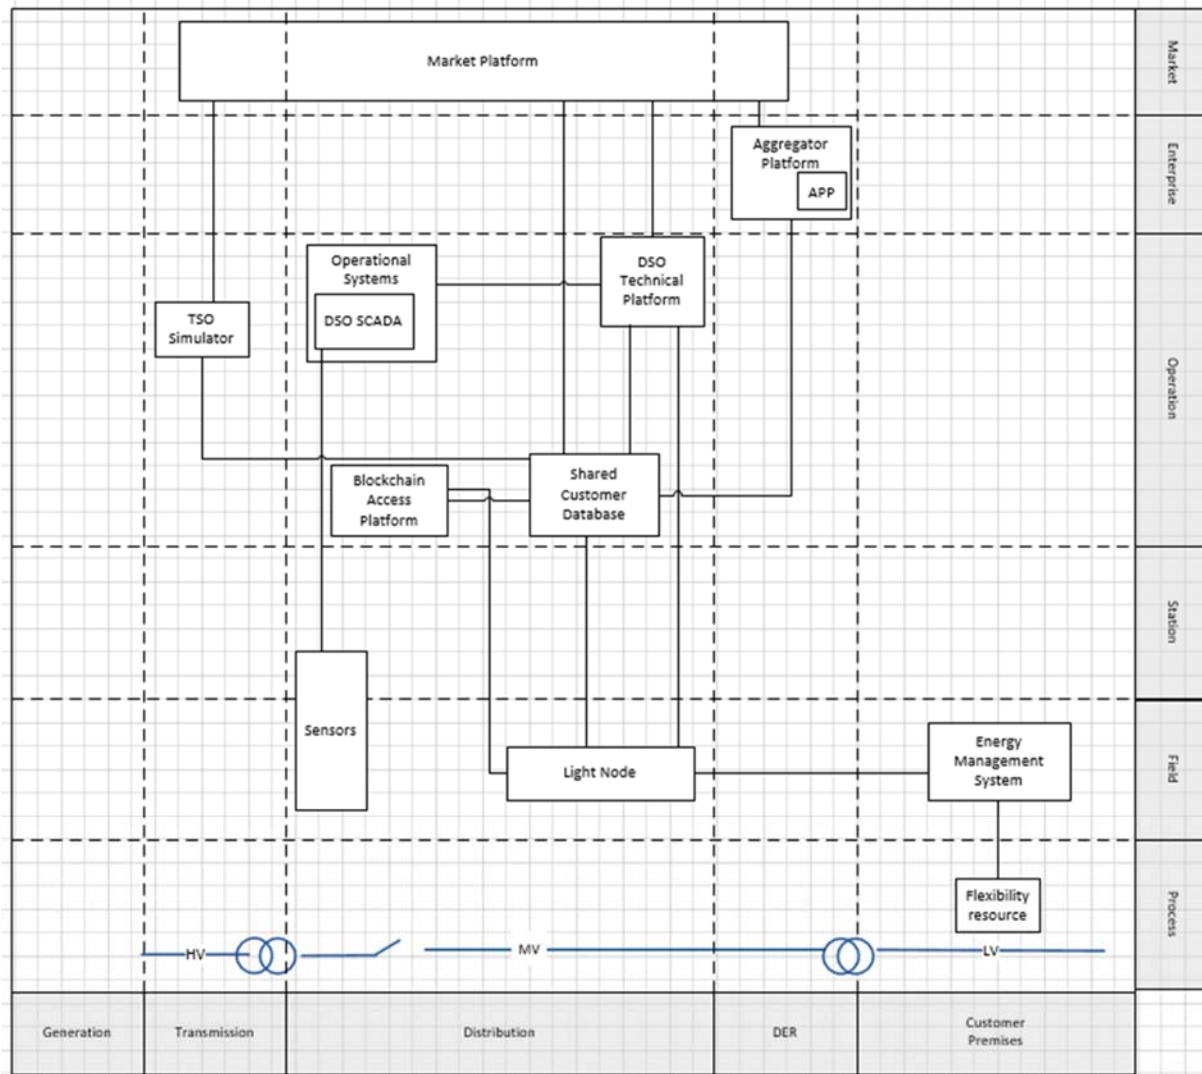 Market Platform
Market
Aggregator
Platform
APP
Enterprise
Operational
Systems
DSO SCADA
DSO
Technical
Platform
TSO
Simulator
Operation
Blockchain
Access
Platform
Shared
Customer
Database
Station
Sensors
Light Node
Energy
Management
System
Field
Flexibility
resource
Process
HV
MV
LV
Generation
Transmission
Distribution
DER
Customer
Premises